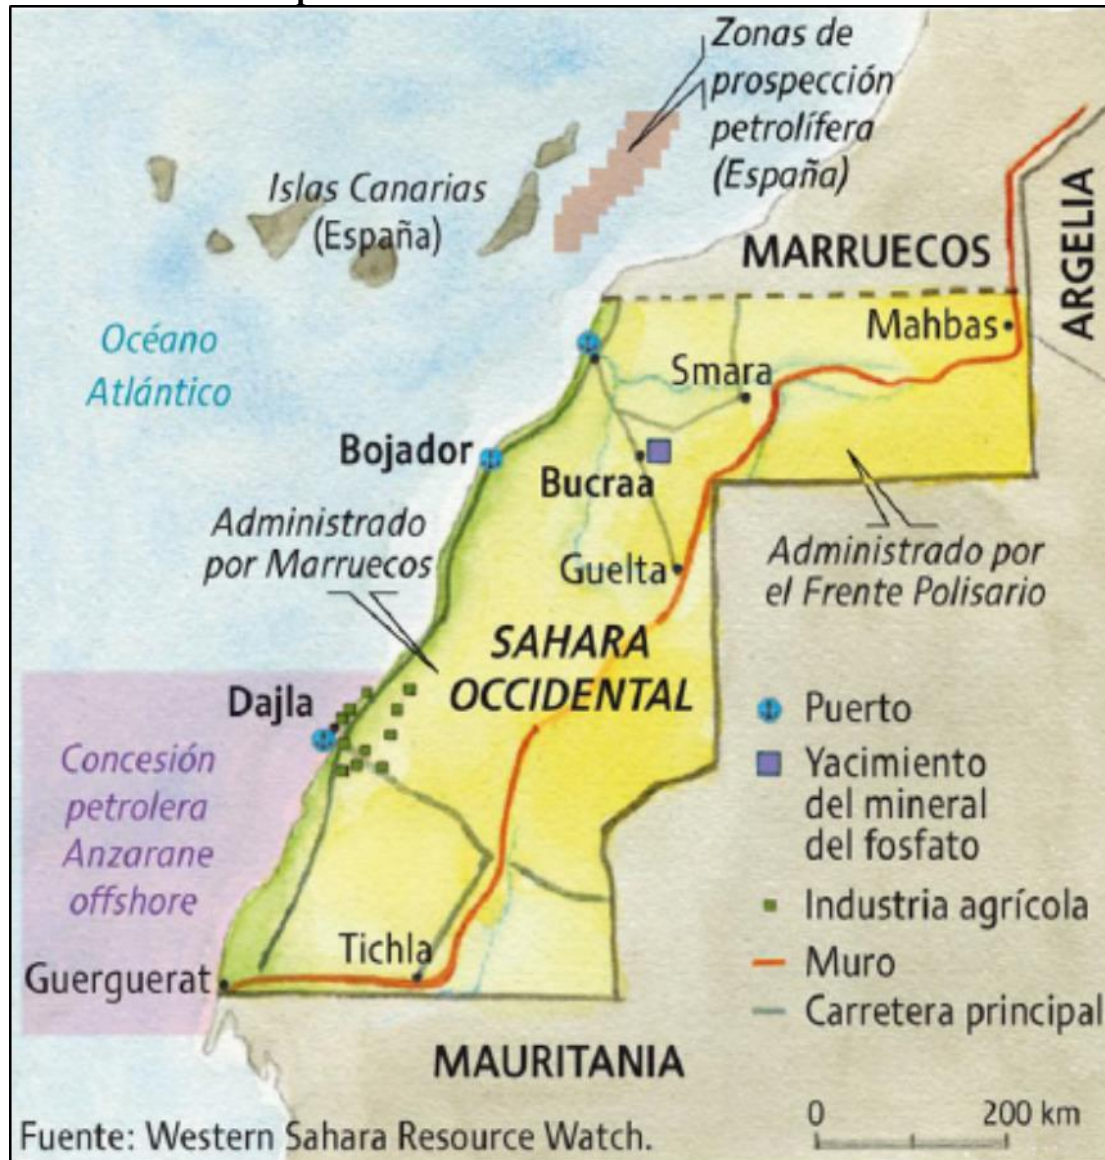 Zonas de
prospección
petrolífera
(España)
Islas Canarias
(España)
MARRUECOS
ARGELIA
Océano
Atlántico
Mahbas
Smara
Bojador
Bucraa
Administrado
por Marruecos
Guelta
Administrado por
el Frente Polisario
SAHARA
OCCIDENTAL
Dajla
Puerto
Concesión
petrolera
Anzarane
offshore
Yacimiento
del mineral
del fosfato
Industria agrícola
Tichla
Muro
Guerguerat
Carretera principal
MAURITANIA
0 200 km
Fuente: Western Sahara Resource Watch.